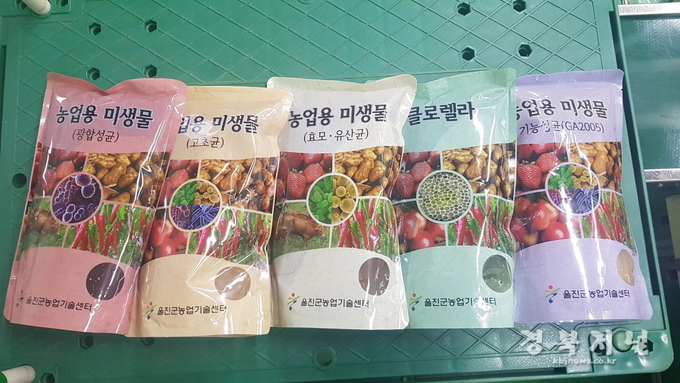 농업용 미생물
(광합성균)
울진군농업기술센터
업용 미생물
(고초균)
울진군농업기술센터
농업용 미생물
(효모·유산균)
울진군농업기술센터
클로렐라
울진군농업기술센터
농업용 미생물
기능성균(GA2005)
울진군농업기술센터
경북저널
kbjnews.co.kr